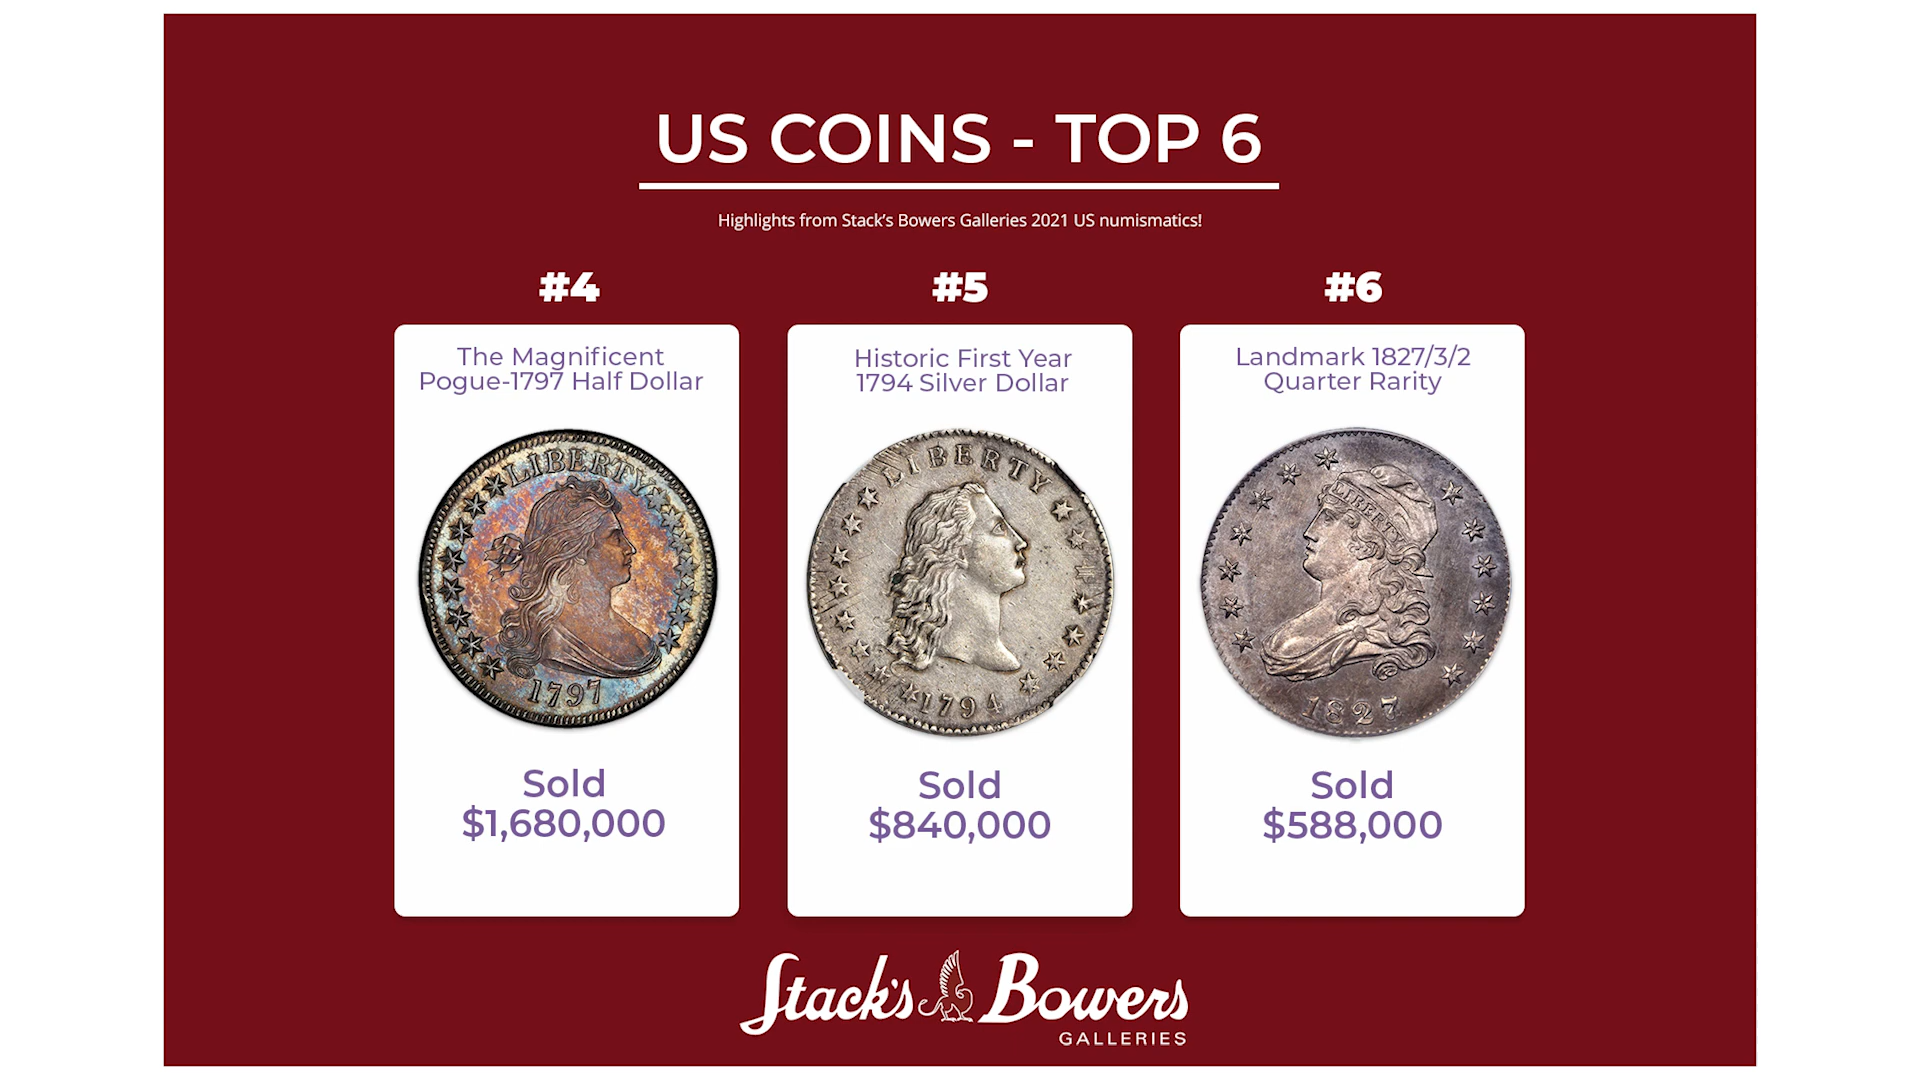 US COINS - TOP 6
Highlights from Stack's Bowers Galleries 2021 US numismatics!
#4
#5
#6
The Magnificent
Pogue-1797 Half Dollar
Historic First Year
1794 Silver Dollar
Landmark 1827/3/2
Quarter Rarity
LIBERTY
1797
LIBERTY
1794
LIBERTY
1827
Sold
$1,680,000
Sold
$840,000
Sold
$588,000
Stack's Bowers
GALLERIES